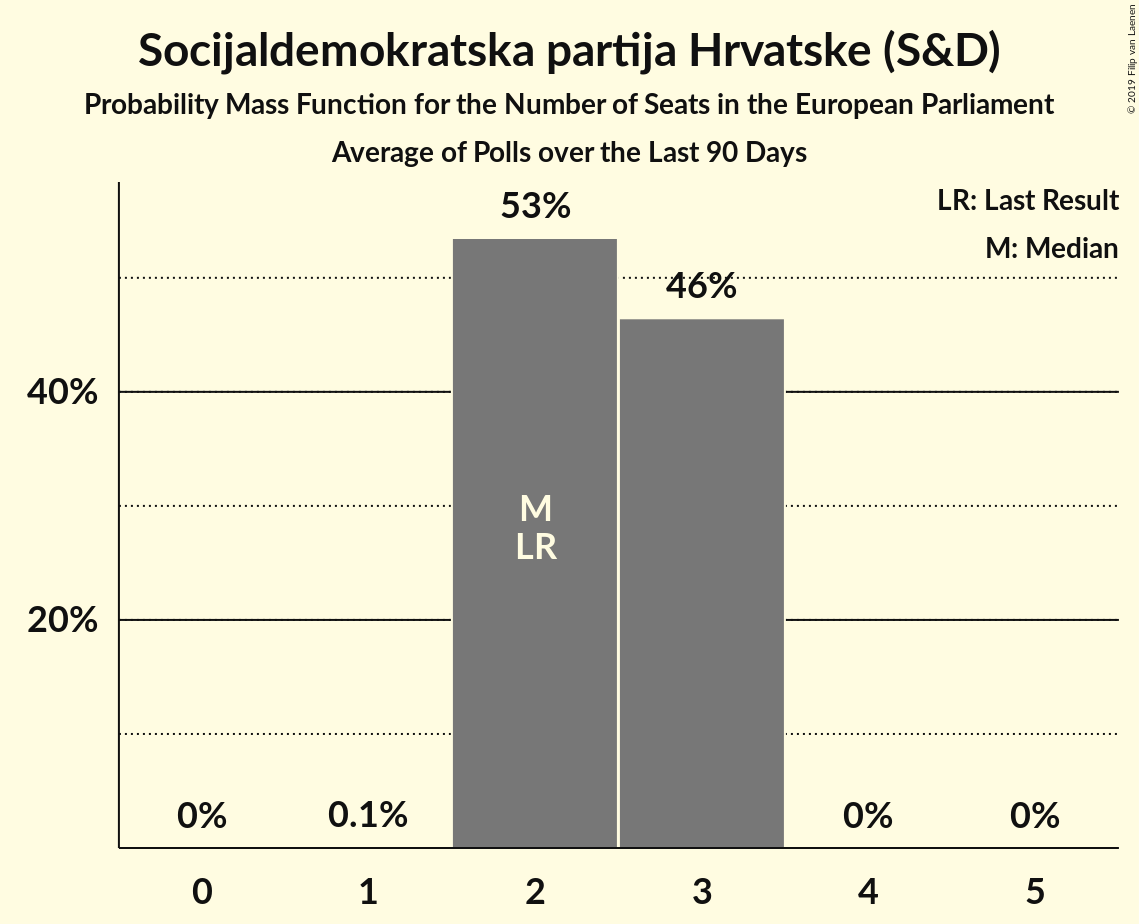 Socijaldemokratska partija Hrvatske (S&D)
Probability Mass Function for the Number of Seats in the European Parliament
Average of Polls over the Last 90 Days
© 2019 Filip van Laenen
LR: Last Result
M: Median
53%
46%
40%
20%
M
LR
0%
0.1%
0%
0%
0
1
2
3
4
5